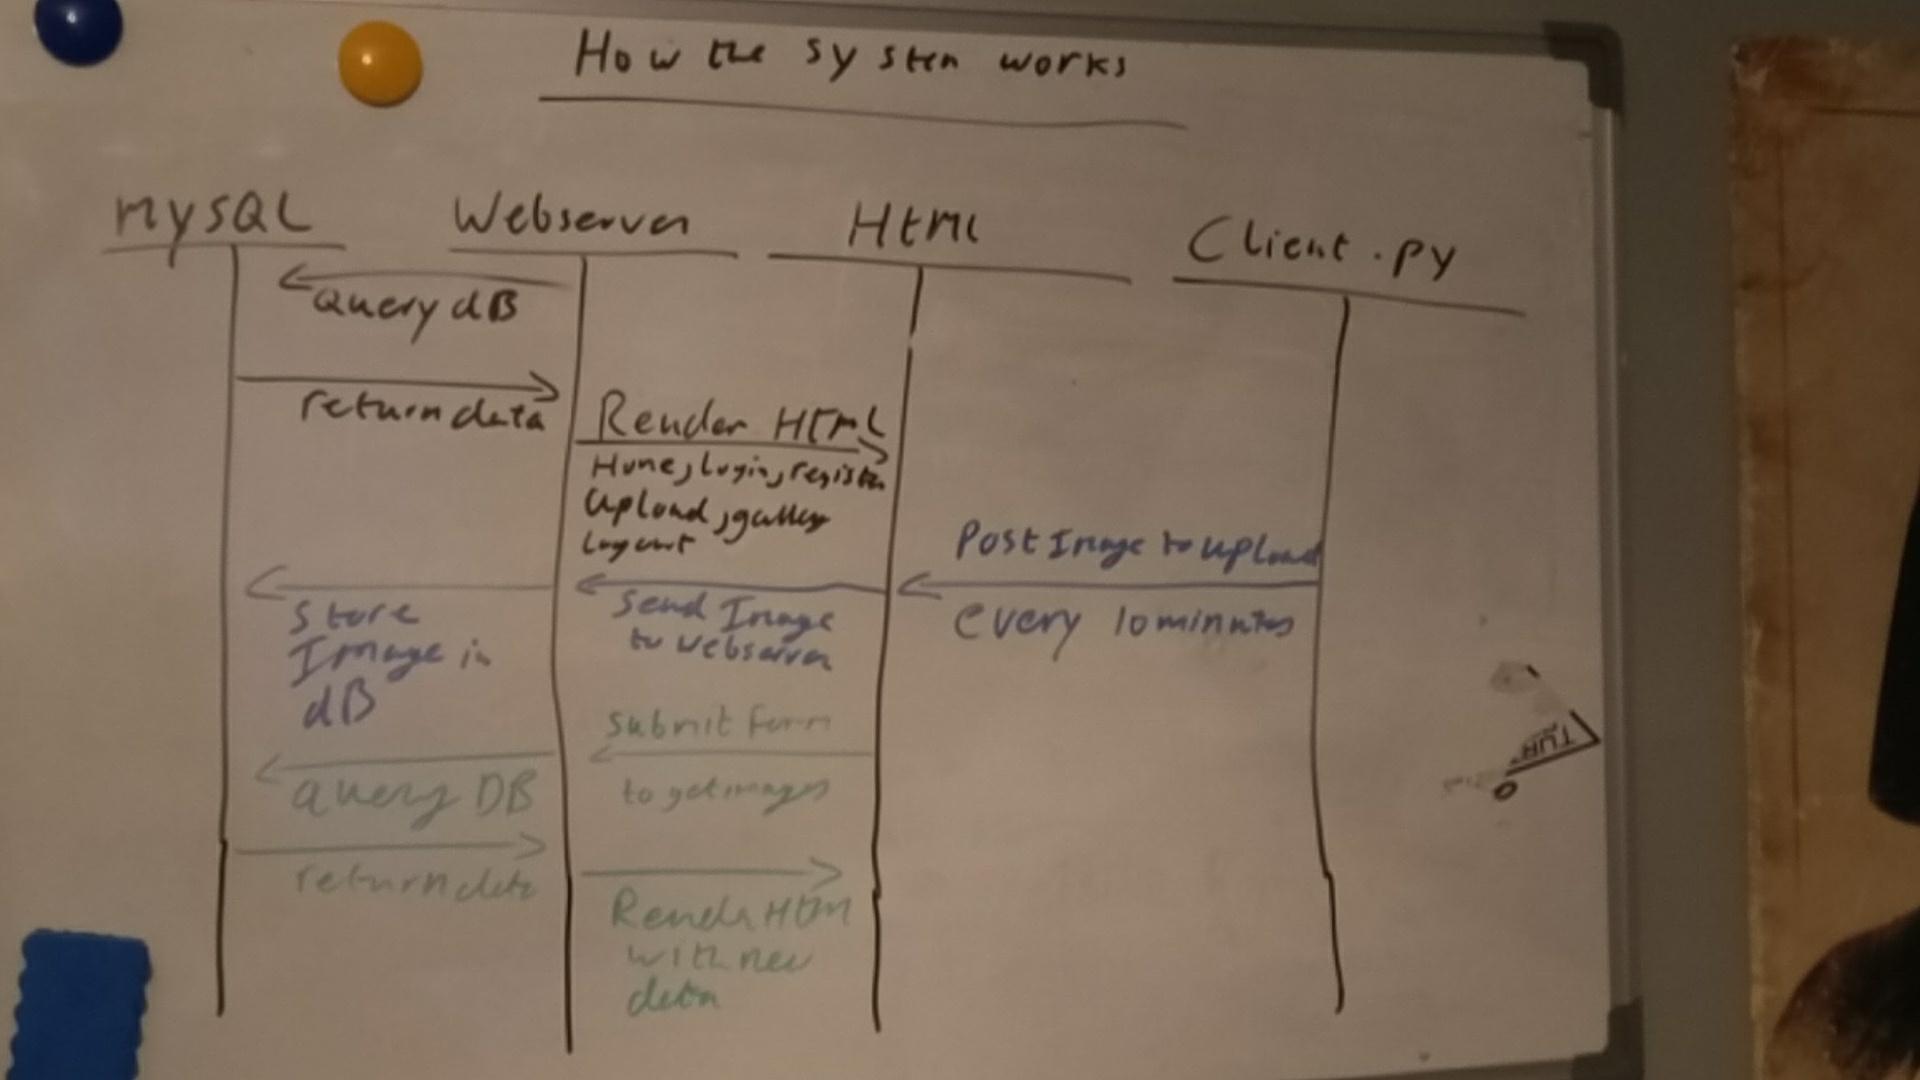 How the system works
MySQL
Webserver
Html
Client.py
Query dB
return data
Render Html
Home, Login, register
Upload, gallery
Logout
Post Image to upload
every 10 minutes
Send Image
to webserver
Store
Image in
dB
Submit form
to get images
Query DB
return data
Render Html
with new
data
TUR